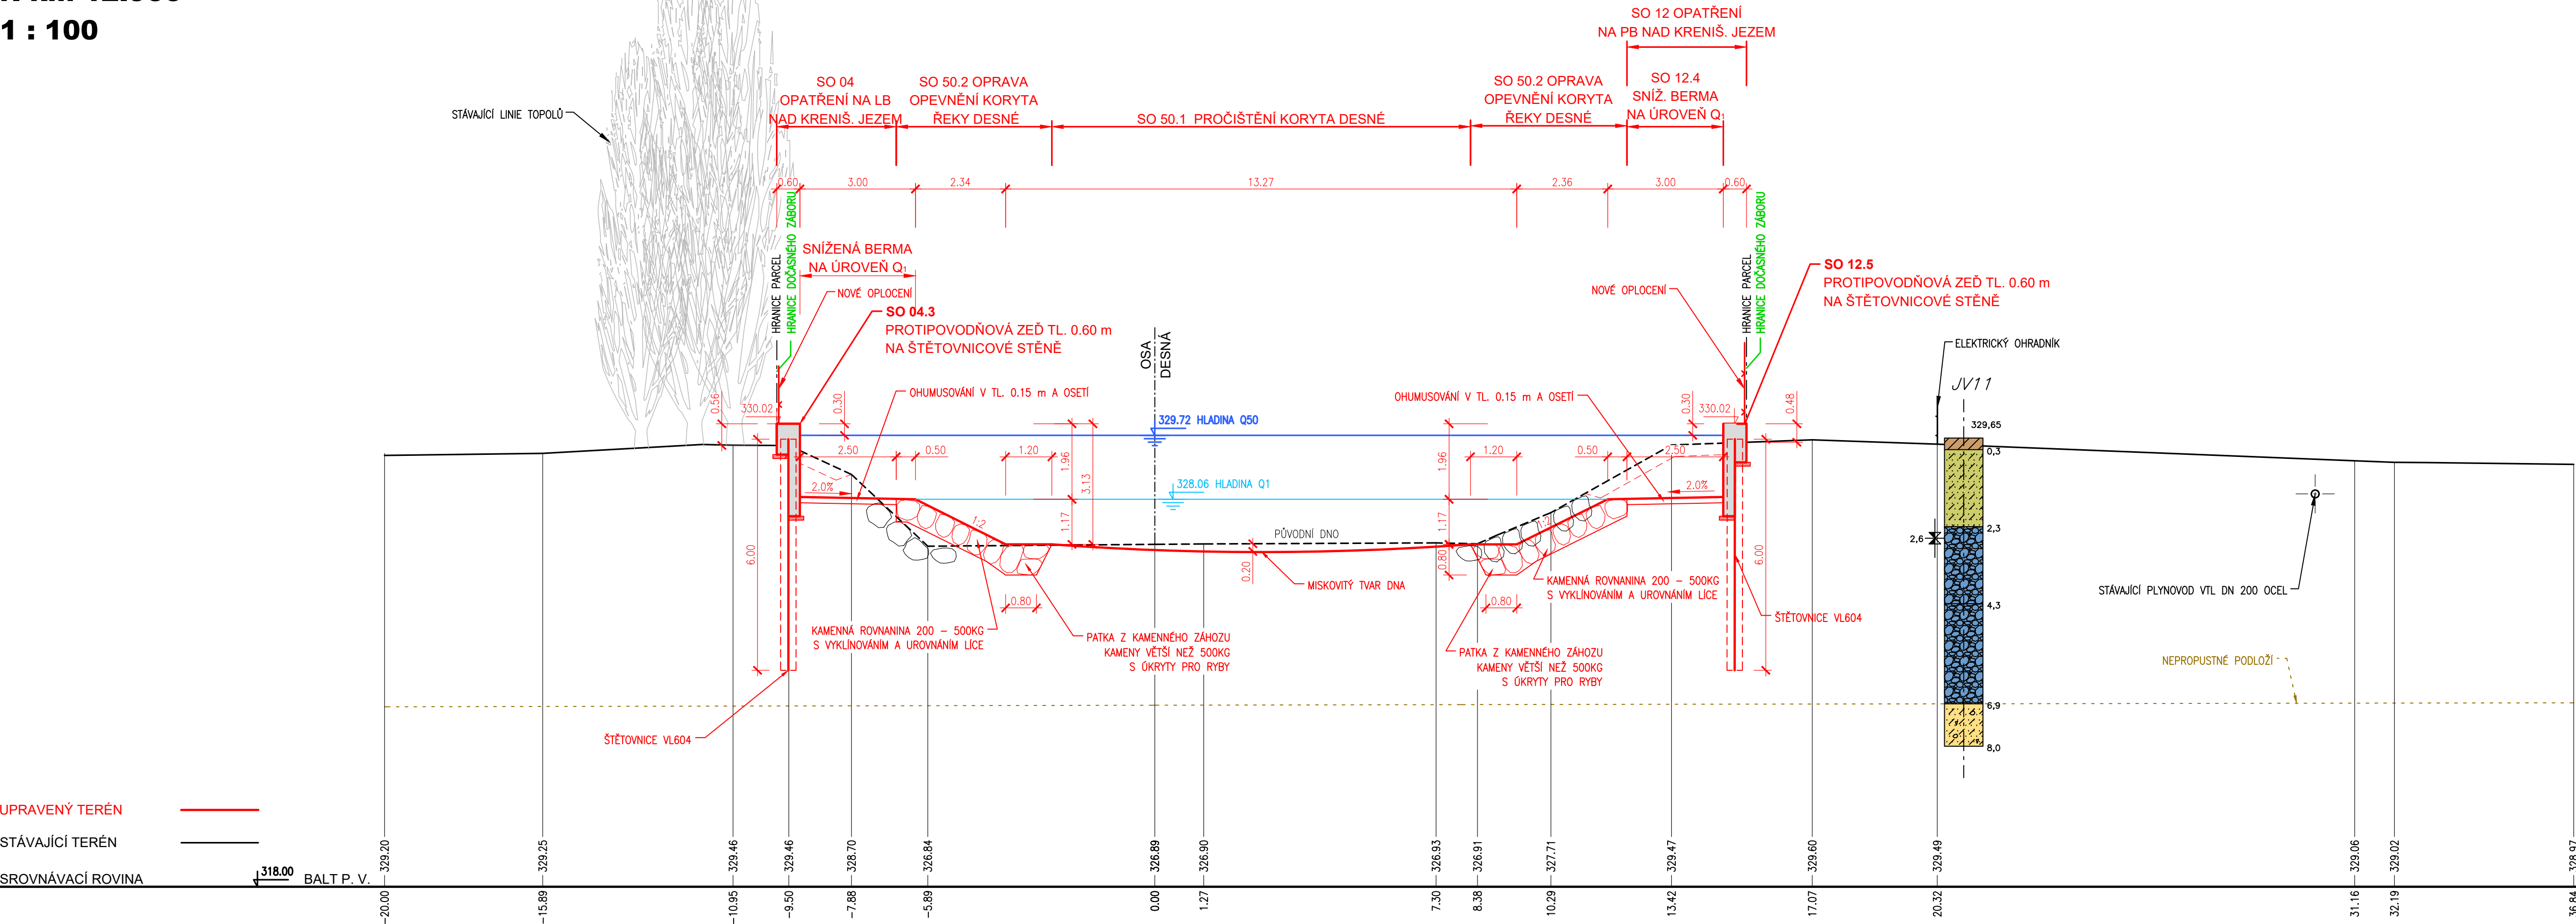 1 : 100
STÁVAJÍCÍ LINIE TOPOLŮ
SO 04
OPATŘENÍ NA LB
NAD KRENIŠ. JEZEM
SO 50.2 OPRAVA
OPEVNĚNÍ KORYTA
ŘEKY DESNÉ
SO 50.1 PROČIŠTĚNÍ KORYTA DESNÉ
SO 50.2 OPRAVA
OPEVNĚNÍ KORYTA
ŘEKY DESNÉ
SO 12 OPATŘENÍ
NA PB NAD KRENIŠ. JEZEM
SO 12.4
SNÍŽ. BERMA
NA ÚROVEŇ Q₁
0.60
3.00
2.34
13.27
2.36
3.00
0.60
HRANICE PARCEL
HRANICE DOČASNÉHO ZÁBORU
SNÍŽENÁ BERMA
NA ÚROVEŇ Q₁
NOVÉ OPLOCENÍ
SO 04.3
PROTIPOVODŇOVÁ ZEĎ TL. 0.60 m
NA ŠTĚTOVNICOVÉ STĚNĚ
OSA
DESNÁ
NOVÉ OPLOCENÍ
HRANICE PARCEL
HRANICE DOČASNÉHO ZÁBORU
SO 12.5
PROTIPOVODŇOVÁ ZEĎ TL. 0.60 m
NA ŠTĚTOVNICOVÉ STĚNĚ
ELEKTRICKÝ OHRADNÍK
JV11
329,65
0,3
2,3
2,6
4,3
6,9
8,0
0.56
330.02
0.30
OHUMUSOVÁNÍ V TL. 0.15 m A OSETÍ
329.72 HLADINA Q50
OHUMUSOVÁNÍ V TL. 0.15 m A OSETÍ
0.30
330.02
0.48
2.50
0.50
1.20
1.96
3.13
1.96
1.20
0.50
2.50
2.0%
328.06 HLADINA Q1
2.0%
1:2
1.17
PŮVODNÍ DNO
1.17
1:2
6.00
0.20
0.80
6.00
MISKOVITÝ TVAR DNA
0.80
0.80
KAMENNÁ ROVNANINA 200 – 500KG
S VYKLÍNOVÁNÍM A UROVNÁNÍM LÍCE
PATKA Z KAMENNÉHO ZÁHOZU
KAMENY VĚTŠÍ NEŽ 500KG
S ÚKRYTY PRO RYBY
KAMENNÁ ROVNANINA 200 – 500KG
S VYKLÍNOVÁNÍM A UROVNÁNÍM LÍCE
PATKA Z KAMENNÉHO ZÁHOZU
KAMENY VĚTŠÍ NEŽ 500KG
S ÚKRYTY PRO RYBY
ŠTĚTOVNICE VL604
STÁVAJÍCÍ PLYNOVOD VTL DN 200 OCEL
NEPROPUSTNÉ PODLOŽÍ
ŠTĚTOVNICE VL604
UPRAVENÝ TERÉN
STÁVAJÍCÍ TERÉN
SROVNÁVACÍ ROVINA 318.00 BALT P. V.
329.20
329.25
329.46
329.46
328.70
326.84
326.89
326.90
326.93
326.91
327.71
329.47
329.60
329.49
329.06
329.02
328.97
-20.00
-15.89
-10.95
-9.50
-7.88
-5.89
0.00
1.27
7.30
8.38
10.29
13.42
17.07
20.32
31.16
32.19